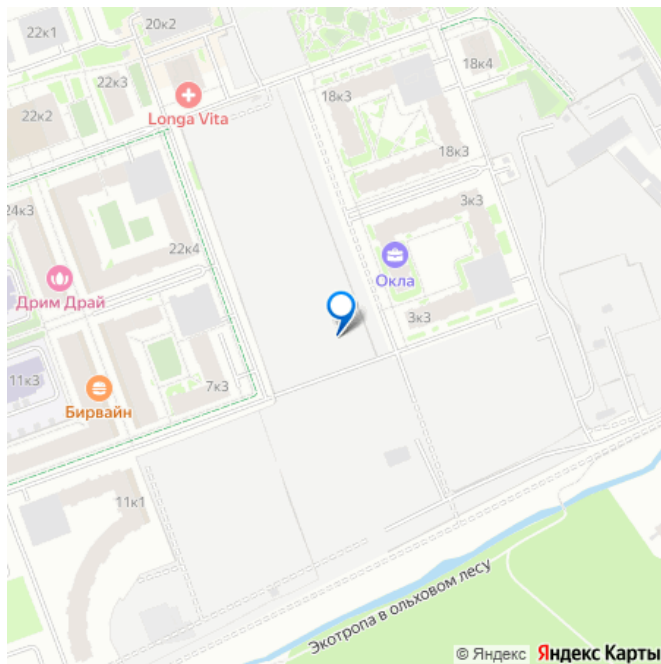 22к1
20к2
22к3
22к2
Longa Vita
18к3
18к4
18к3
24к3
22к4
3к3
Дрим Драй
Окла
3к3
11к3
7к3
Бирвайн
11к1
Экотропа в ольховом лесу
© Яндекс Яндекс Карты